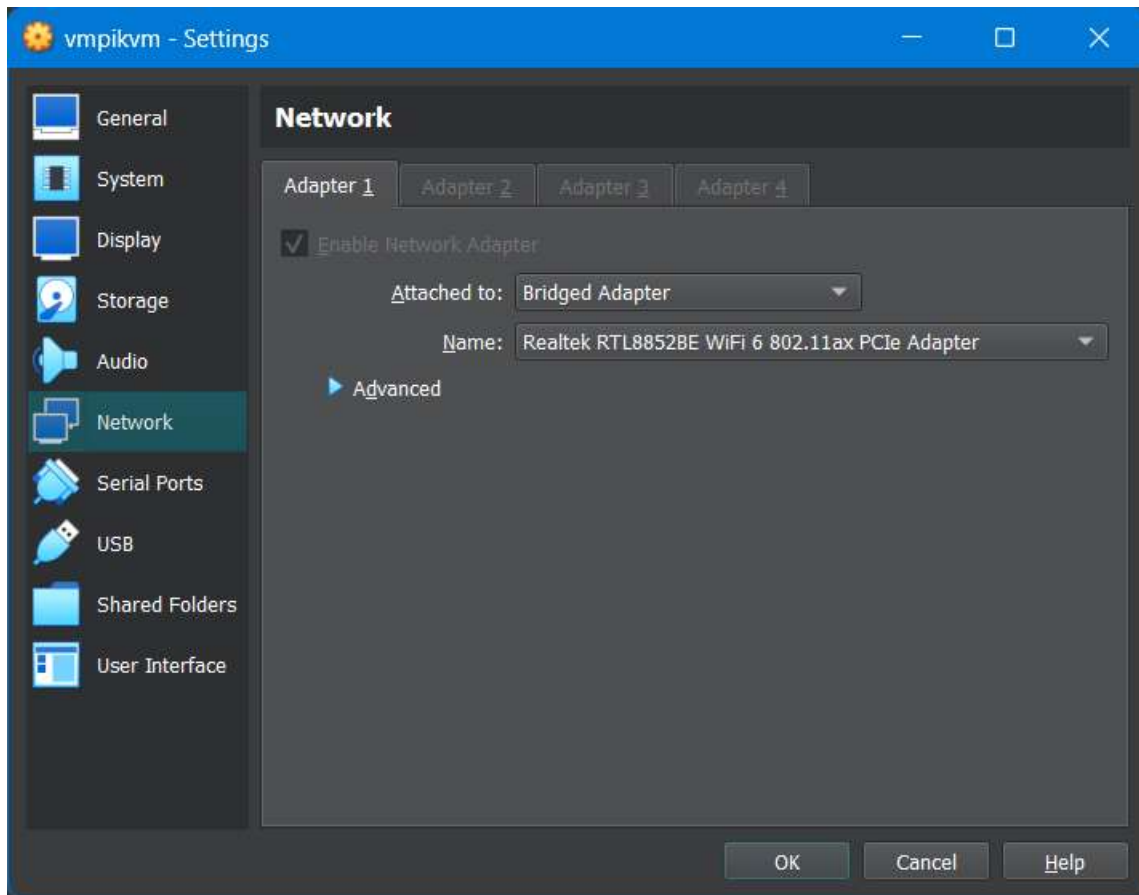 vmpikvm - Settings
General
System
Display
Storage
Audio
Network
Serial Ports
USB
Shared Folders
User Interface
Network
Adapter 1 Adapter 2 Adapter 3 Adapter 4
Enable Network Adapter
Attached to: Bridged Adapter
Name: Realtek RTL8852BE WiFi 6 802.11ax PCIe Adapter
Advanced
OK Cancel Help